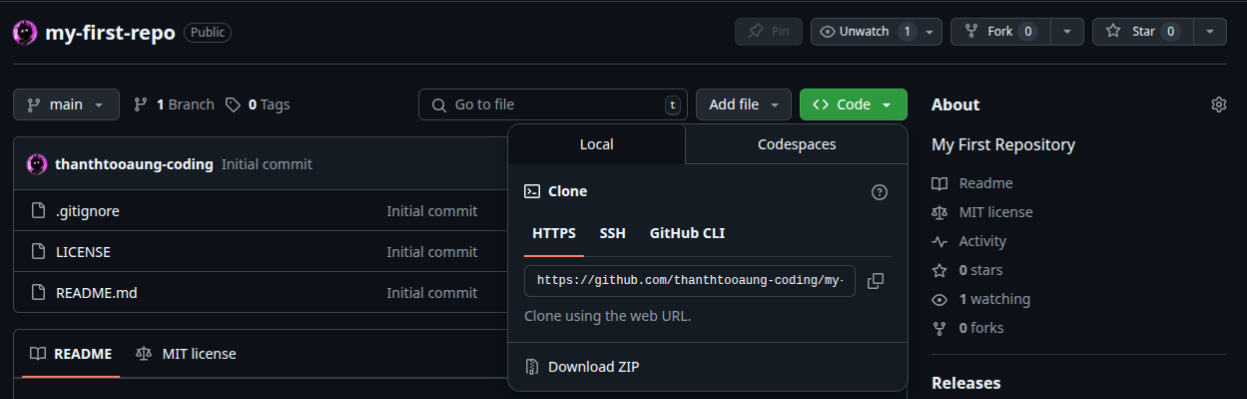 my-first-repo Public Pin Unwatch 1 Fork 0 Star 0
main 1 Branch 0 Tags Go to file t Add file <> Code
Local Codespaces
Clone
HTTPS SSH GitHub CLI
https://github.com/thanhtooaung-coding/my-
Clone using the web URL.
Download ZIP
thanhtooaung-coding Initial commit
.gitignore Initial commit
LICENSE Initial commit
README.md Initial commit
README MIT license
About
My First Repository
Readme
MIT license
Activity
0 stars
1 watching
0 forks
Releases